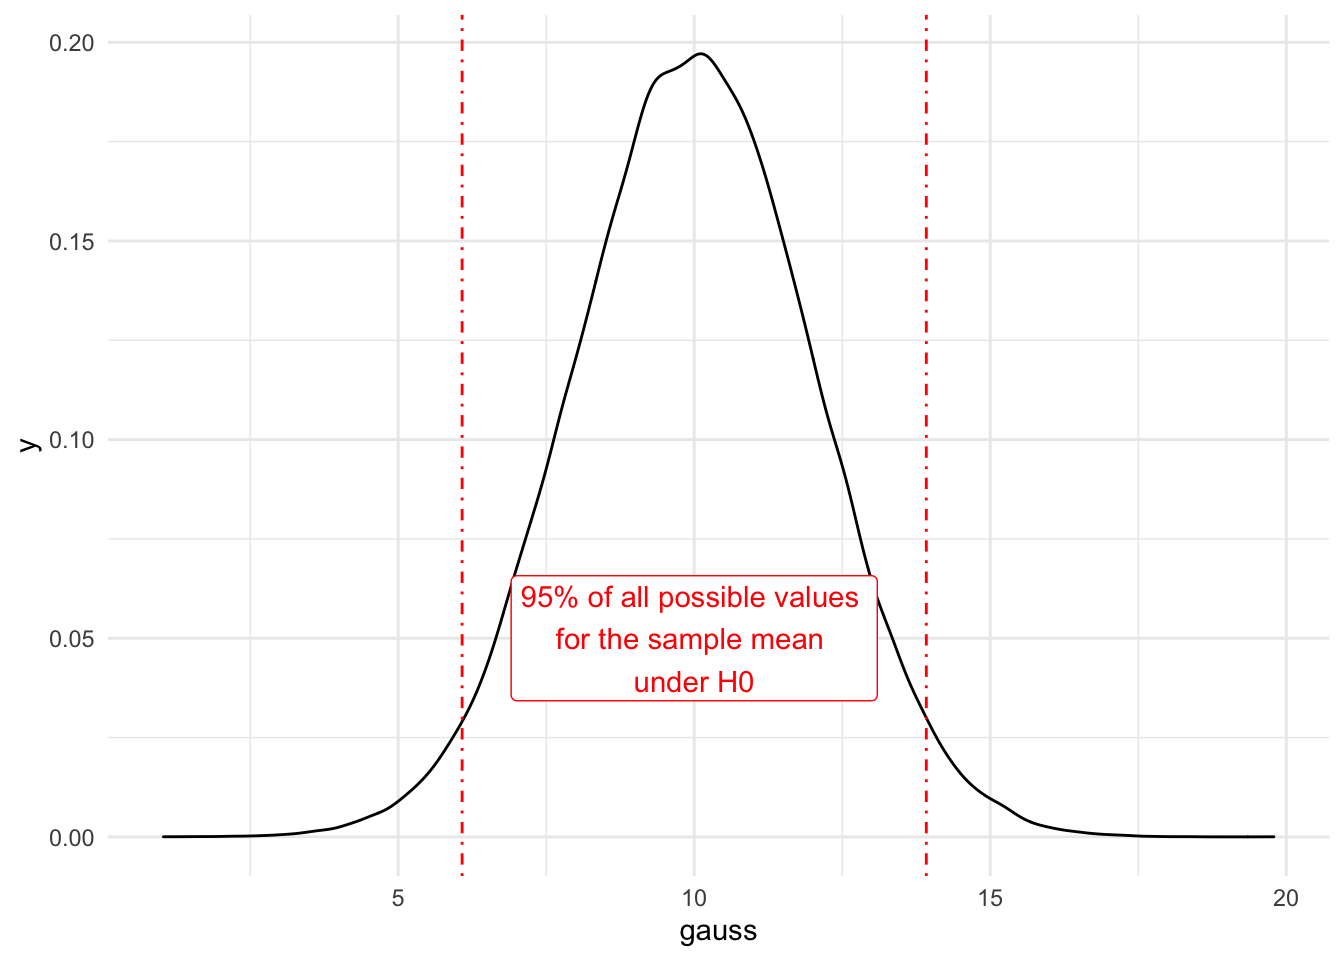 0.20
0.15
0.10
0.05
0.00
y
95% of all possible values
for the sample mean
under H0
5
10
15
20
gauss